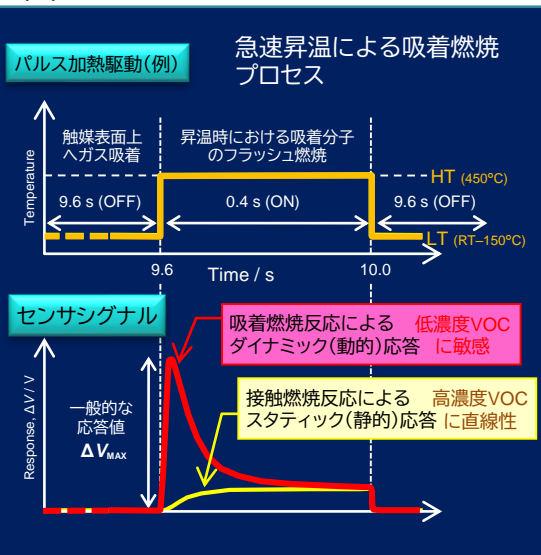 急速昇温による吸着燃焼
プロセス
パルス加熱駆動(例)
触媒表面上
へガス吸着
昇温時における吸着分子
のフラッシュ燃焼
Temperature
HT (450ºC)
9.6 s (OFF)
0.4 s (ON)
9.6 s (OFF)
LT (RT–150ºC)
9.6
Time / s
10.0
センサシグナル
吸着燃焼反応による 低濃度VOC
ダイナミック(動的)応答 に敏感
接触燃焼反応による 高濃度VOC
スタティック(静的)応答 に直線性
Response, ΔV / V
一般的な
応答値
ΔVMAX